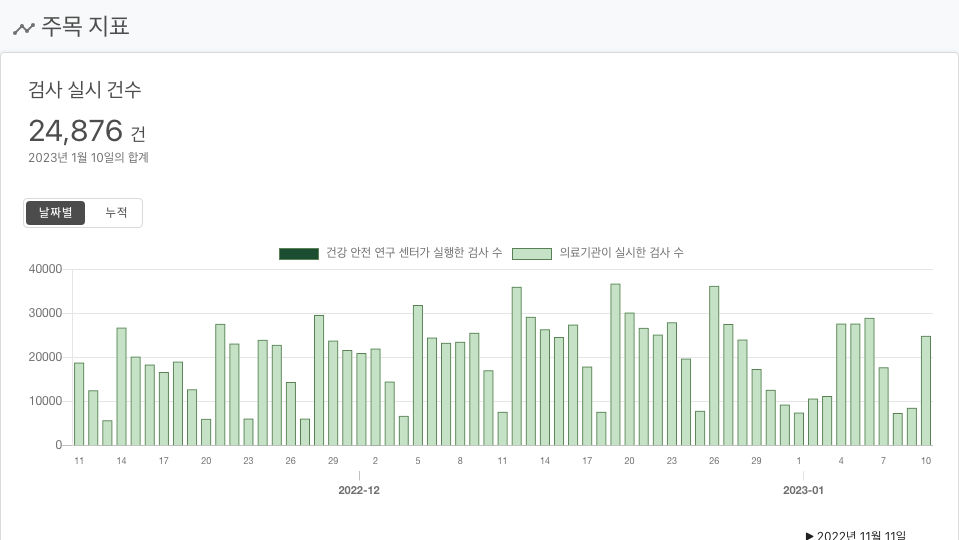 주목 지표
검사 실시 건수
24,876 건
2023년 1월 10일의 합계
날짜별 누적
건강 안전 연구 센터가 실행한 검사 수 의료기관이 실시한 검사 수
40000
30000
20000
10000
0
11 14 17 20 23 26 29 2 5 8 11 14 17 20 23 26 29 1 4 7 10
2022-12 2023-01
▶ 2022년 11월 11일